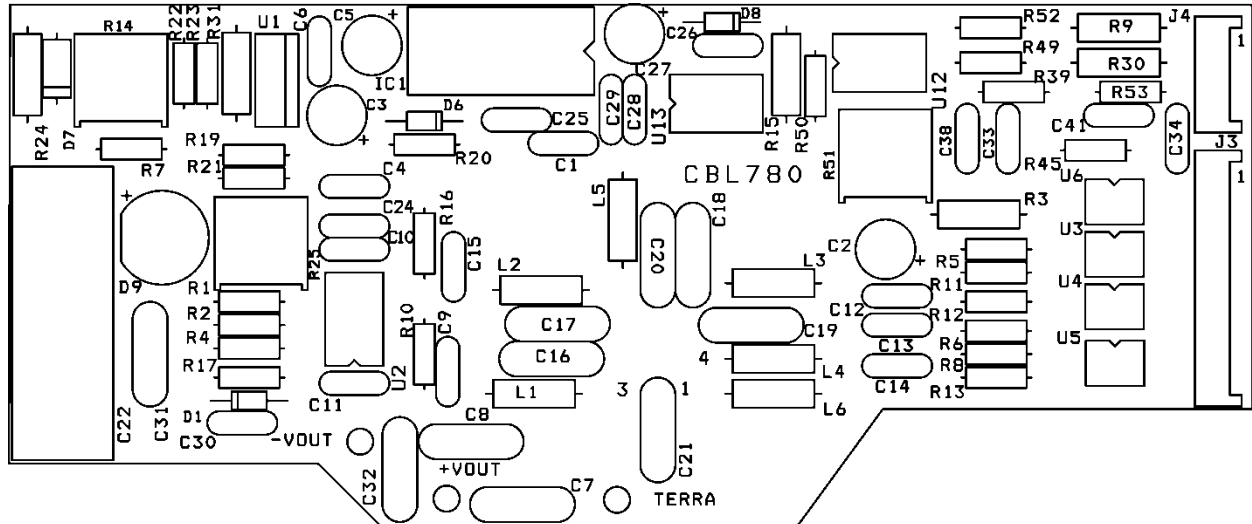 R14
R22
R23
R31
U1
C6
C5
+
IC1
C26
D8
R52
R9
J4
1
R49
R30
C27
R39
R53
U12
C3
+
D6
C25
C29
C28
U13
R15
R50
C38
C33
C41
C34
R24
D7
R7
R19
R21
R20
C1
R51
R45
J3
1
C4
CBL780
U6
+
C24
C10
R16
L5
C18
R3
U3
R25
C15
C20
C2
+
R5
D9
R1
L2
L3
R11
U4
R2
R10
C9
C17
C19
C12
R12
R4
C16
4
C13
R6
U5
R17
U2
L4
C14
R8
R13
C11
L1
3
1
L6
C22
C31
D1
C30
-VOUT
C8
C21
C32
+VOUT
C7
TERRA